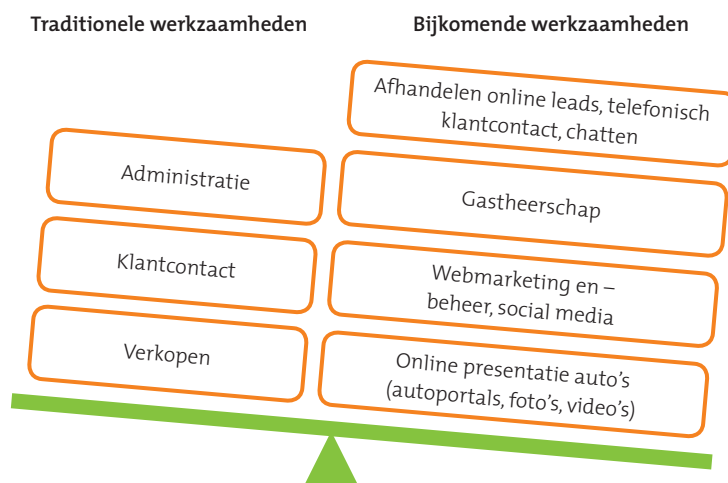 Traditionele werkzaamheden
Bijkomende werkzaamheden
Administratie
Klantcontact
Verkopen
Afhandelen online leads, telefonisch
klantcontact, chatten
Gastheerschap
Webmarketing en –
beheer, social media
Online presentatie auto's
(autoportals, foto's, video's)